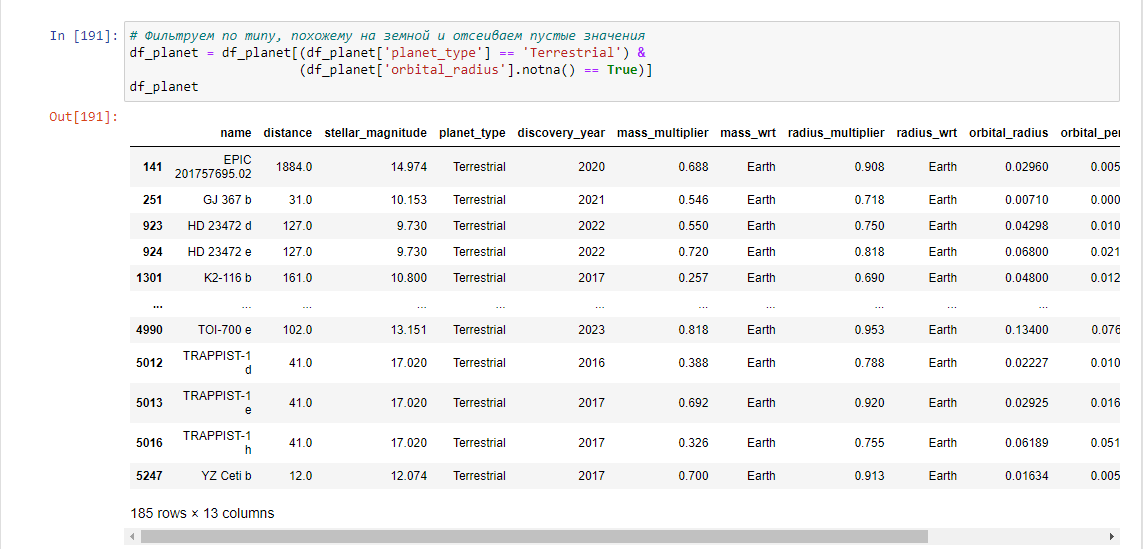 In [191]: # Фильтруем по типу, похожему на земной и отсеиваем пустые значения
df_planet = df_planet[(df_planet['planet_type'] == 'Terrestrial') &
(df_planet['orbital_radius'].notna() == True)]
df_planet
Out[191]:
name distance stellar_magnitude planet_type discovery_year mass_multiplier mass_wrt radius_multiplier radius_wrt orbital_radius orbital_per
141 EPIC 201757695.02 1884.0 14.974 Terrestrial 2020 0.688 Earth 0.908 Earth 0.02960 0.005
251 GJ 367 b 31.0 10.153 Terrestrial 2021 0.546 Earth 0.718 Earth 0.00710 0.000
923 HD 23472 d 127.0 9.730 Terrestrial 2022 0.550 Earth 0.750 Earth 0.04298 0.010
924 HD 23472 e 127.0 9.730 Terrestrial 2022 0.720 Earth 0.818 Earth 0.06800 0.021
1301 K2-116 b 161.0 10.800 Terrestrial 2017 0.257 Earth 0.690 Earth 0.04800 0.012
... ... ... ... ... ... ... ... ... ... ...
4990 TOI-700 e 102.0 13.151 Terrestrial 2023 0.818 Earth 0.953 Earth 0.13400 0.076
5012 TRAPPIST-1 d 41.0 17.020 Terrestrial 2016 0.388 Earth 0.788 Earth 0.02227 0.010
5013 TRAPPIST-1 e 41.0 17.020 Terrestrial 2017 0.692 Earth 0.920 Earth 0.02925 0.016
5016 TRAPPIST-1 h 41.0 17.020 Terrestrial 2017 0.326 Earth 0.755 Earth 0.06189 0.051
5247 YZ Ceti b 12.0 12.074 Terrestrial 2017 0.700 Earth 0.913 Earth 0.01634 0.005
185 rows × 13 columns